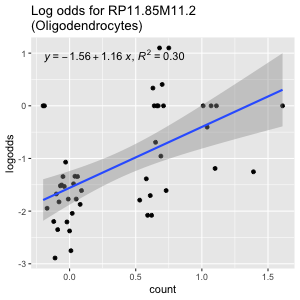 Log odds for RP11.85M11.2
(Oligodendrocytes)
y = −1.56 + 1.16 x, R² = 0.30
1
0
-1
-2
-3
logodds
0.0 0.5 1.0 1.5
count